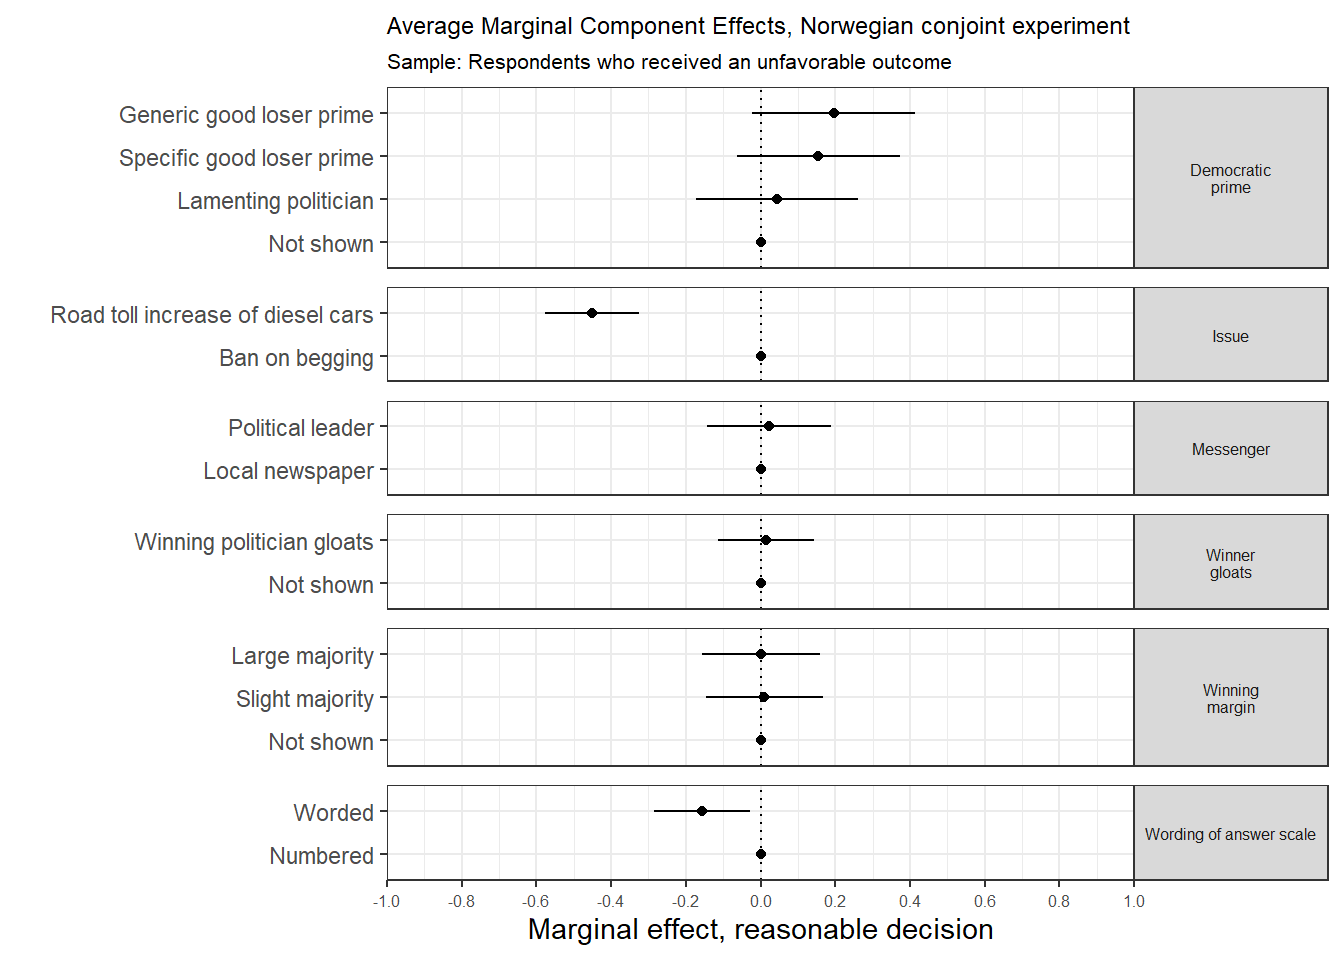 Average Marginal Component Effects, Norwegian conjoint experiment
Sample: Respondents who received an unfavorable outcome
Generic good loser prime
Specific good loser prime
Lamenting politician
Not shown
Democratic
prime
Road toll increase of diesel cars
Ban on begging
Issue
Political leader
Local newspaper
Messenger
Winning politician gloats
Not shown
Winner
gloats
Large majority
Slight majority
Not shown
Winning
margin
Worded
Numbered
Wording of answer scale
-1.0 -0.8 -0.6 -0.4 -0.2 0.0 0.2 0.4 0.6 0.8 1.0
Marginal effect, reasonable decision